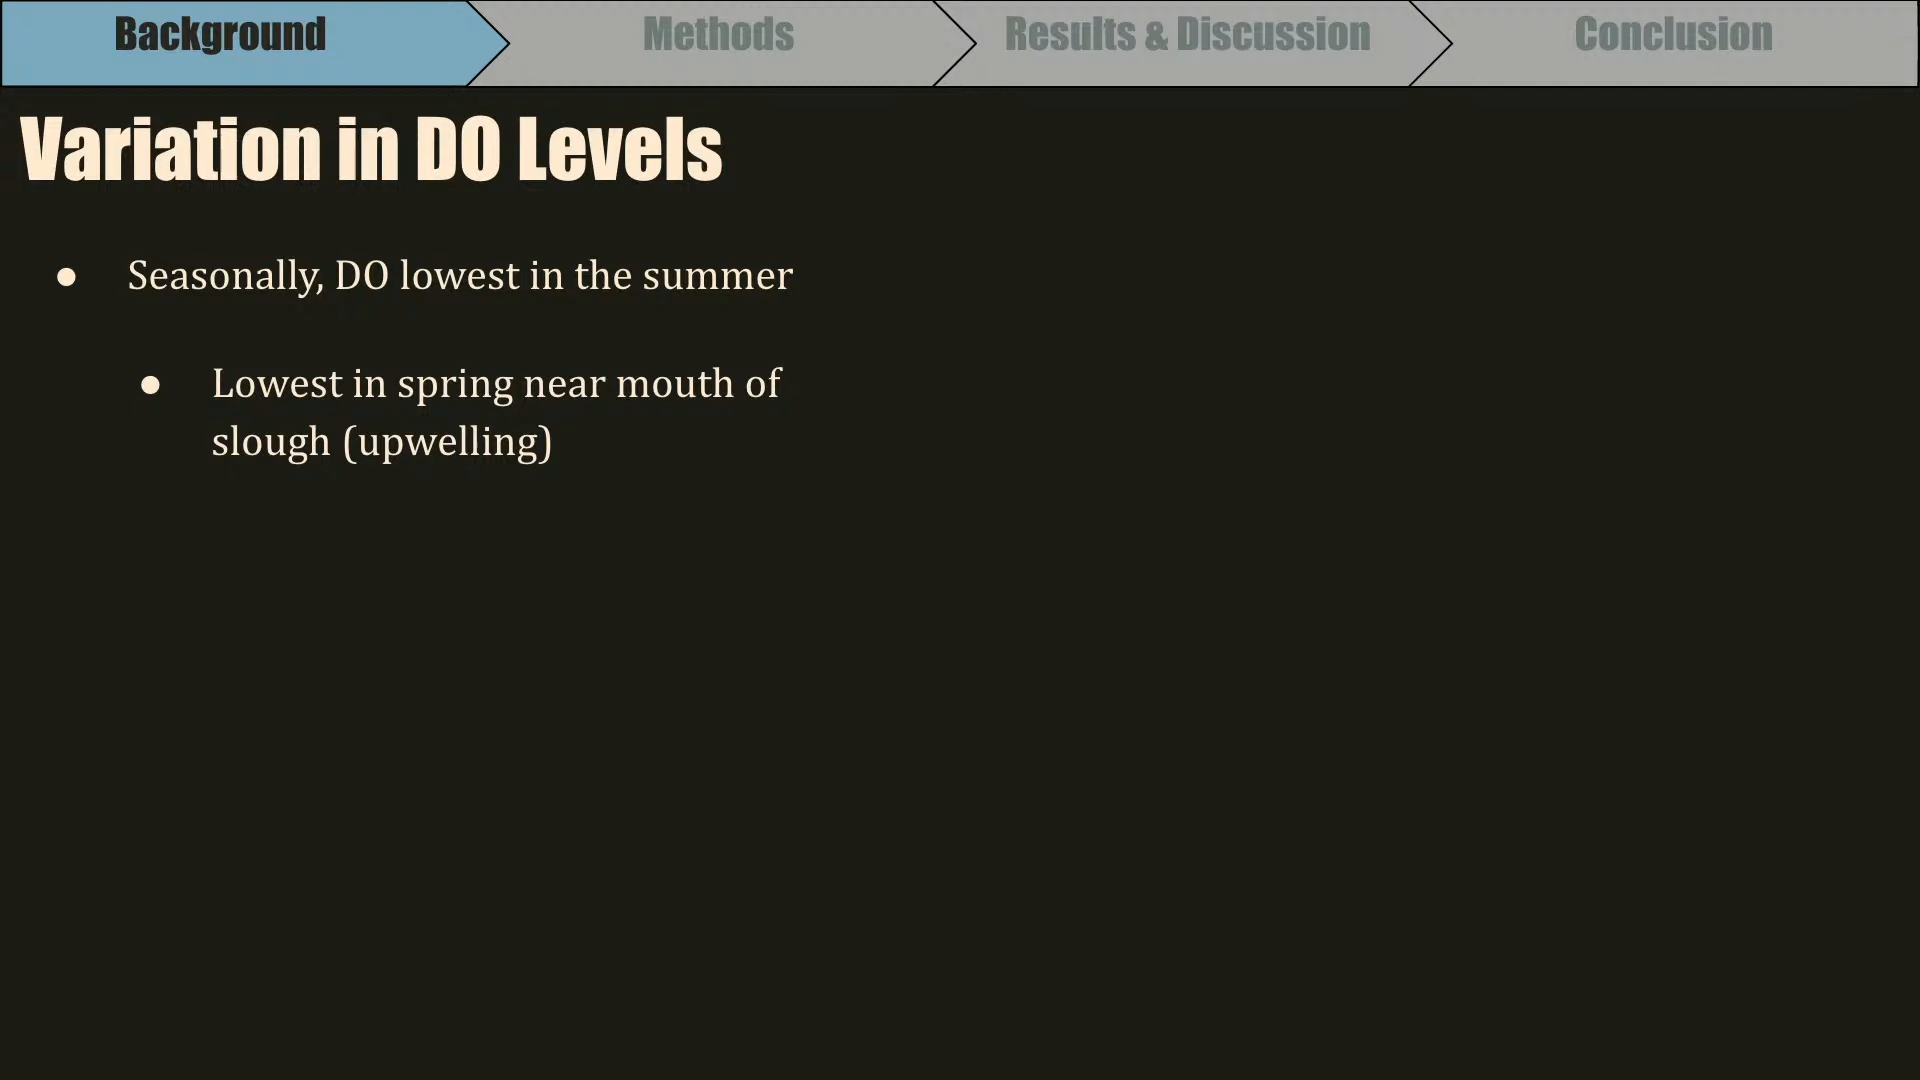 Background
Methods
Results & Discussion
Conclusion
Variation in DO Levels
● Seasonally, DO lowest in the summer
● Lowest in spring near mouth of
slough (upwelling)